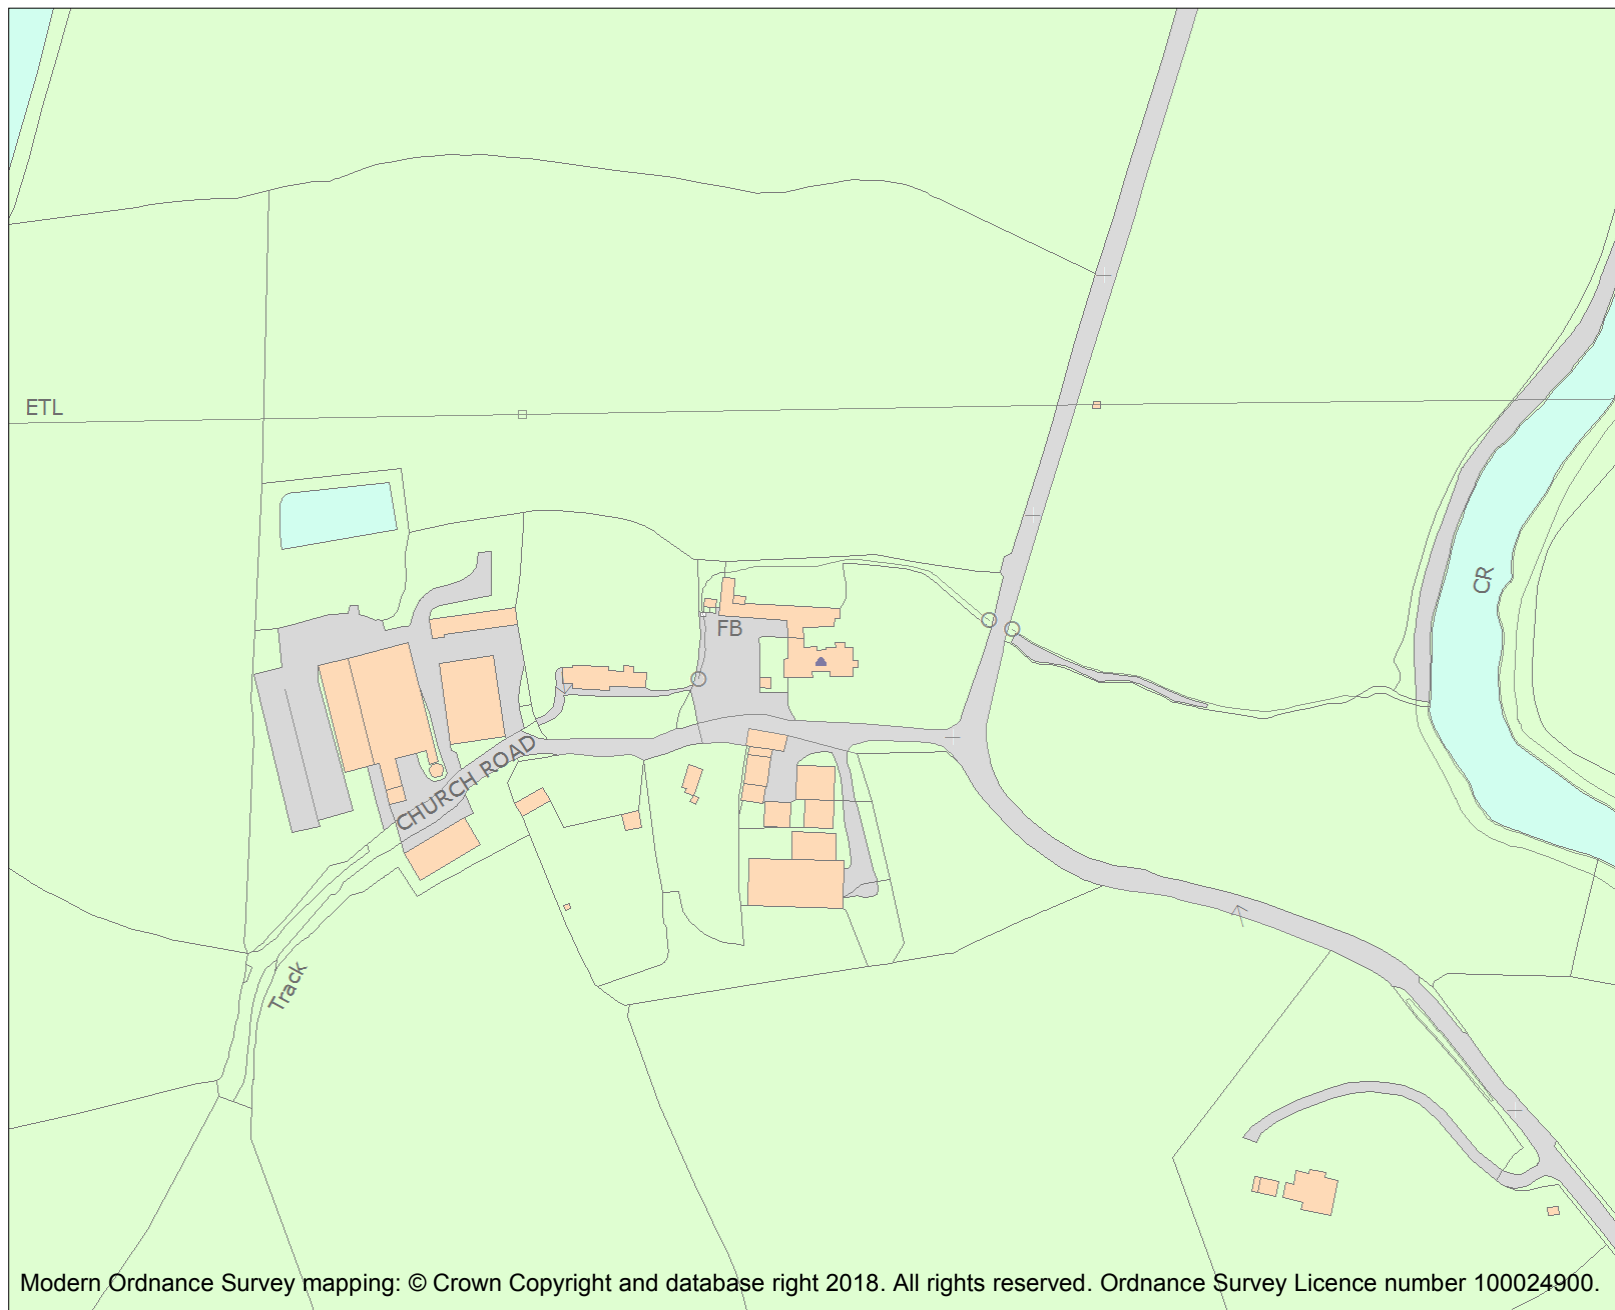 ETL
CR
FB
CHURCH ROAD
Track
Modern Ordnance Survey mapping: © Crown Copyright and database right 2018. All rights reserved. Ordnance Survey Licence number 100024900.